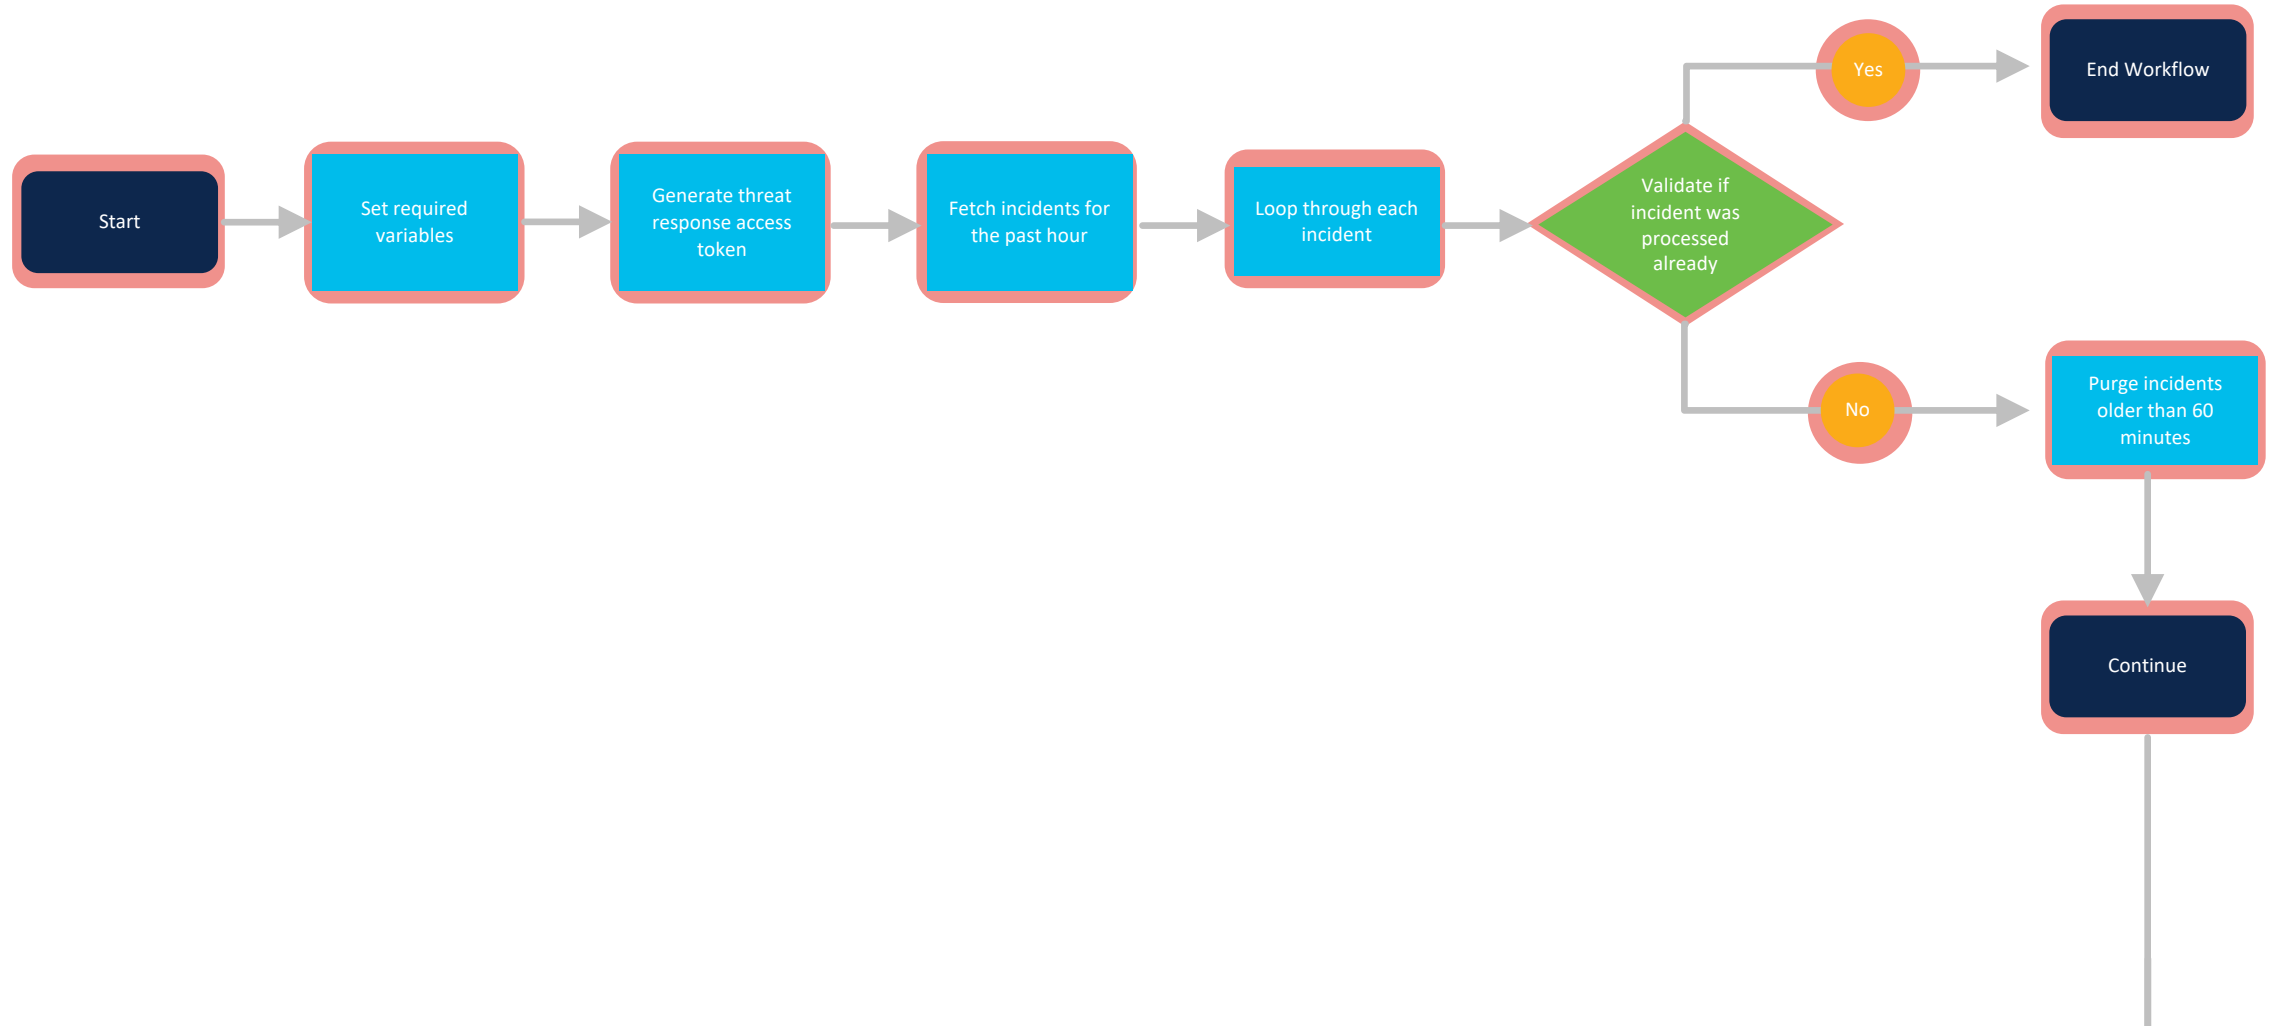 Start
Set required
variables
Generate threat
response access
token
Fetch incidents for
the past hour
Loop through each
incident
Validate if
incident was
processed
already
Yes
End Workflow
No
Purge incidents
older than 60
minutes
Continue